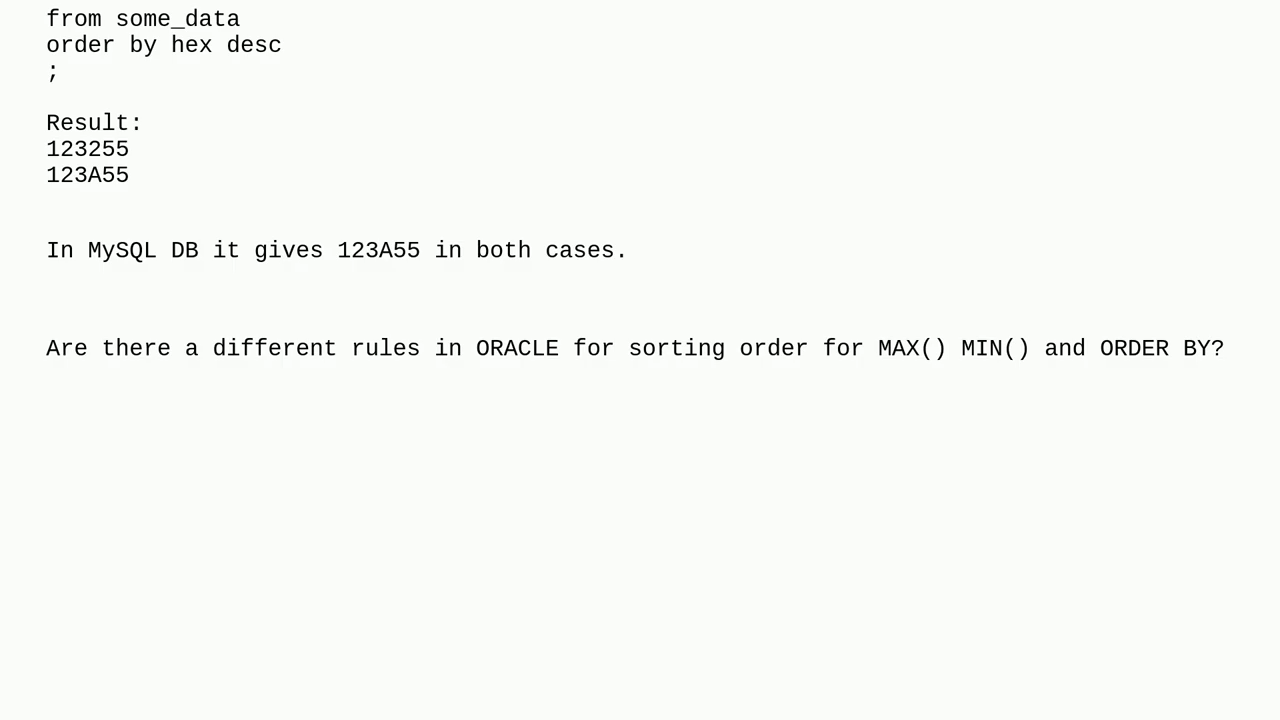 from some_data
order by hex desc
;
Result:
123255
123A55
In MySQL DB it gives 123A55 in both cases.
Are there a different rules in ORACLE for sorting order for MAX() MIN() and ORDER BY?